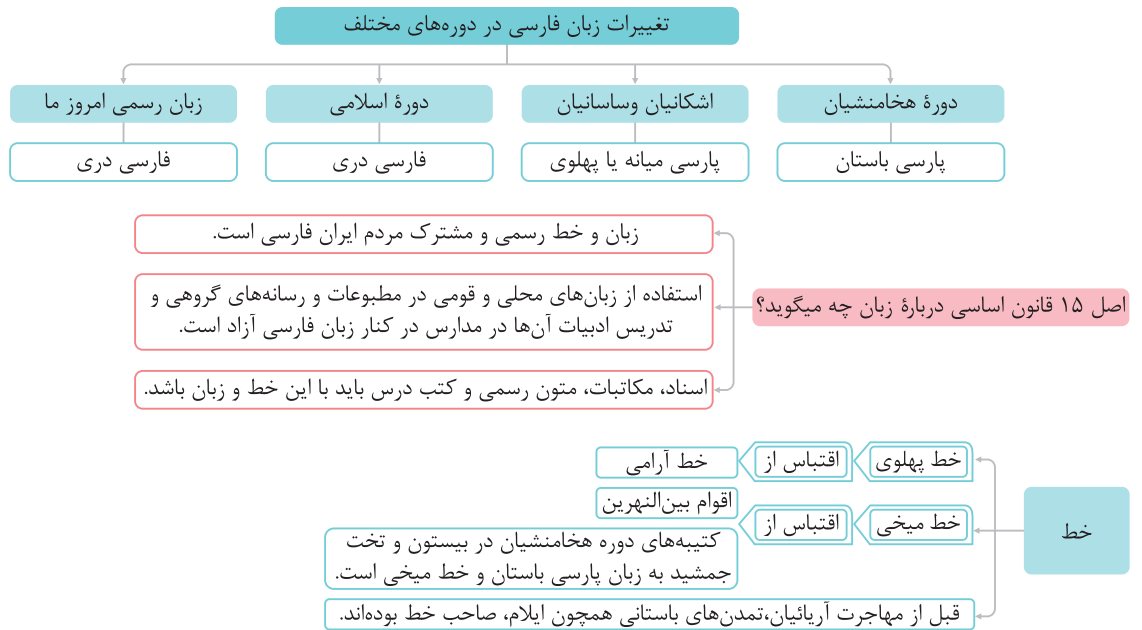 تغییرات زبان فارسی در دوره‌های مختلف
دورۀ هخامنشیان
اشکانیان وساسانیان
دورۀ اسلامی
زبان رسمی امروز ما
پارسی باستان
پارسی میانه یا پهلوی
فارسی دری
فارسی دری
اصل ۱۵ قانون اساسی دربارۀ زبان چه میگوید؟
زبان و خط رسمی و مشترک مردم ایران فارسی است.
استفاده از زبان‌های محلی و قومی در مطبوعات و رسانه‌های گروهی و
تدریس ادبیات آن‌ها در مدارس در کنار زبان فارسی آزاد است.
اسناد، مکاتبات، متون رسمی و کتب درس باید با این خط و زبان باشد.
خط
خط پهلوی
اقتباس از
خط آرامی
خط میخی
اقتباس از
اقوام بین‌النهرین
کتیبه‌های دوره هخامنشیان در بیستون و تخت
جمشید به زبان پارسی باستان و خط میخی است.
قبل از مهاجرت آریائیان،تمدن‌های باستانی همچون ایلام، صاحب خط بوده‌اند.